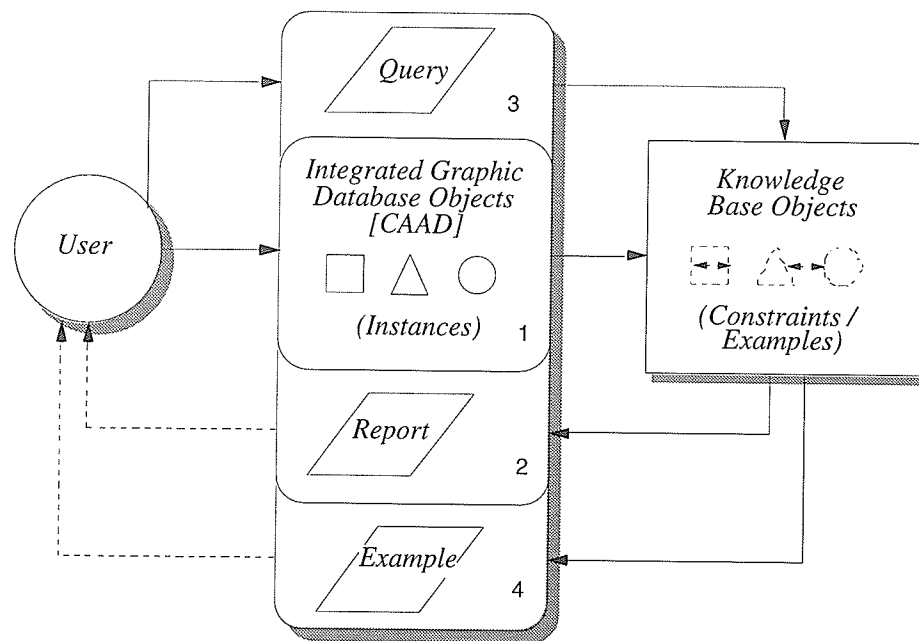 Query
3
User
Integrated Graphic
Database Objects
[CAAD]
(Instances)
1
Knowledge
Base Objects
(Constraints /
Examples)
Report
2
Example
4